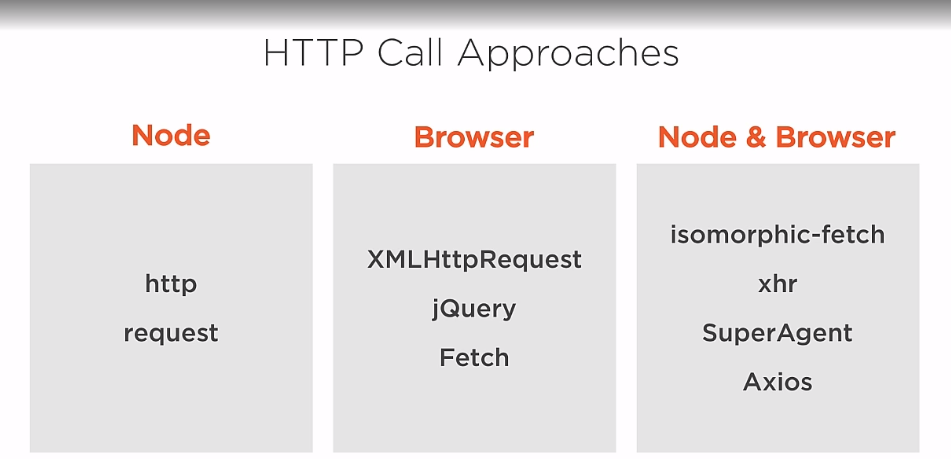 HTTP Call Approaches
Node
http
request
Browser
XMLHttpRequest
jQuery
Fetch
Node & Browser
isomorphic-fetch
xhr
SuperAgent
Axios